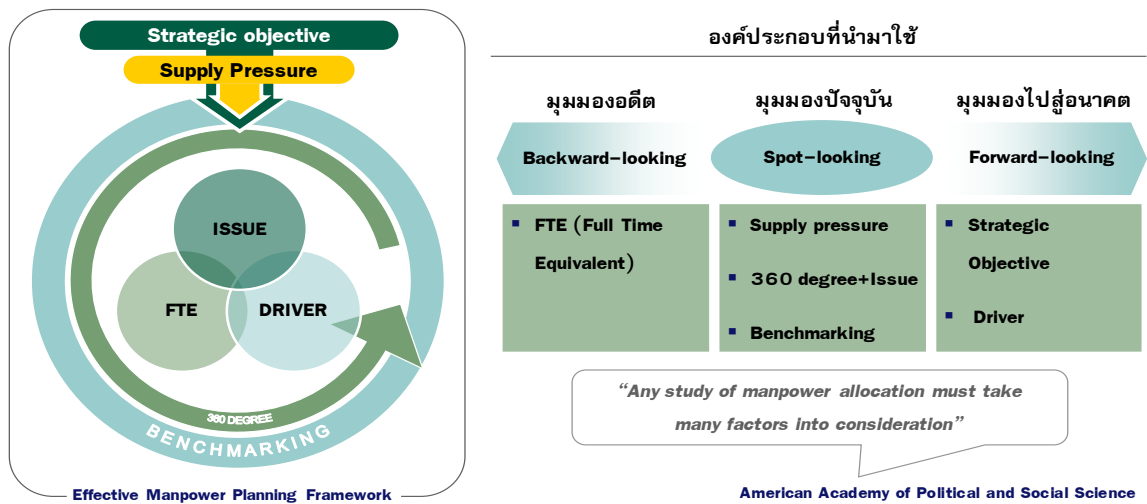 Strategic objective
Supply Pressure
ISSUE
FTE
DRIVER
360 DEGREE
BENCHMARKING
Effective Manpower Planning Framework
องค์ประกอบที่นำมาใช้
มุมมองอดีต
มุมมองปัจจุบัน
มุมมองไปสู่อนาคต
Backward-looking
Spot-looking
Forward-looking
▪ FTE (Full Time
Equivalent)
▪ Supply pressure
▪ 360 degree+Issue
▪ Benchmarking
▪ Strategic
Objective
▪ Driver
“Any study of manpower allocation must take
many factors into consideration”
American Academy of Political and Social Science